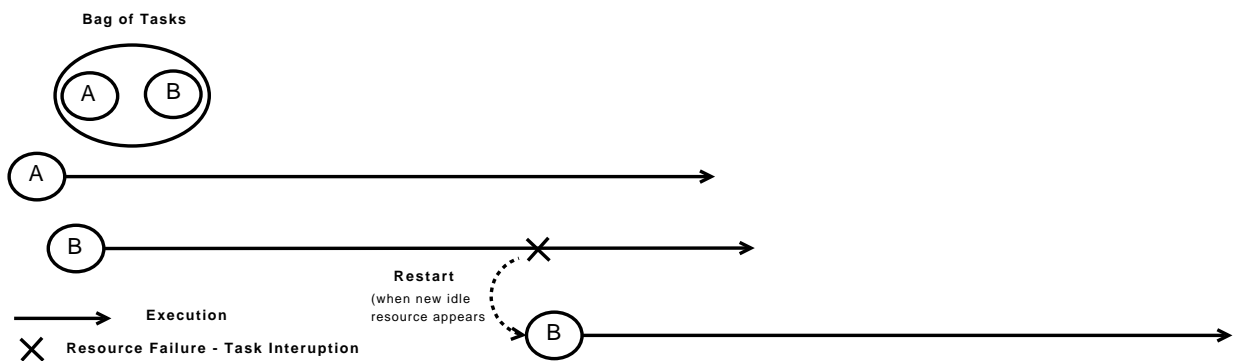 Bag of Tasks
A B
A
B
Restart
(when new idle
resource appears
B
Execution
Resource Failure - Task Interuption